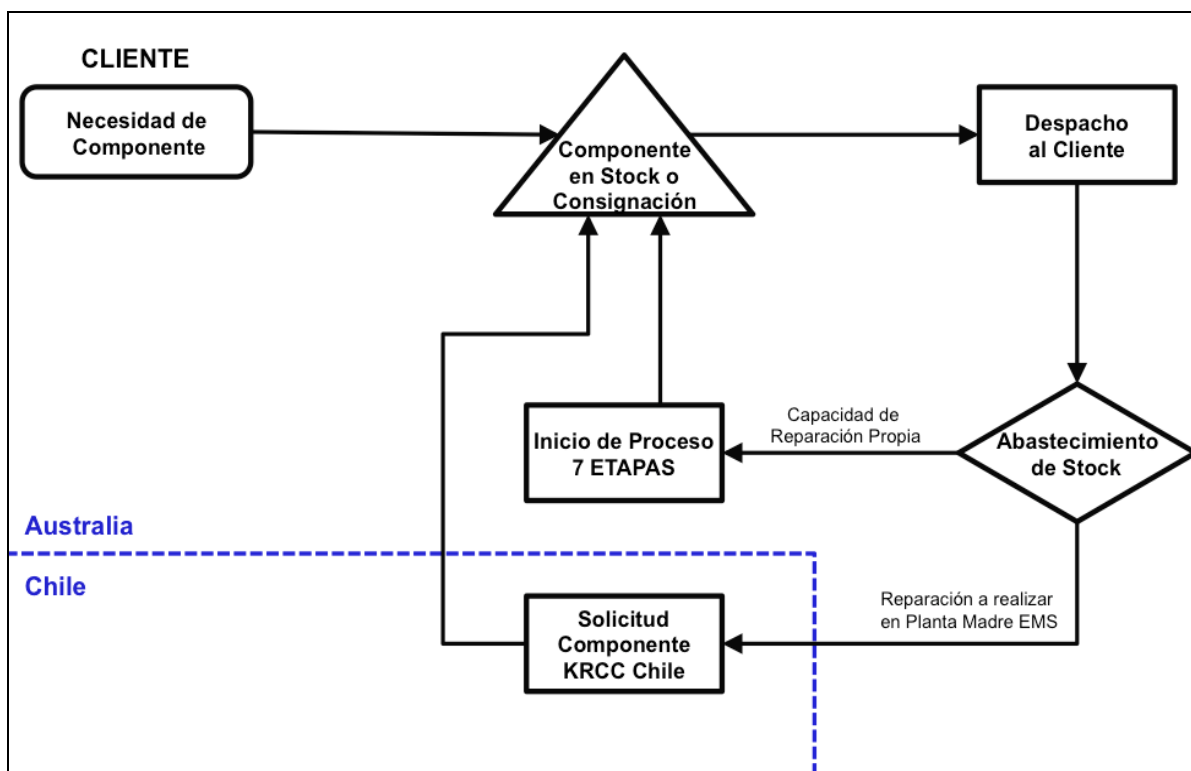 CLIENTE
Necesidad de
Componente
Componente
en Stock o
Consignación
Despacho
al Cliente
Capacidad de
Reparación Propia
Inicio de Proceso
7 ETAPAS
Abastecimiento
de Stock
Australia
Chile
Solicitud
Componente
KRCC Chile
Reparación a realizar
en Planta Madre EMS